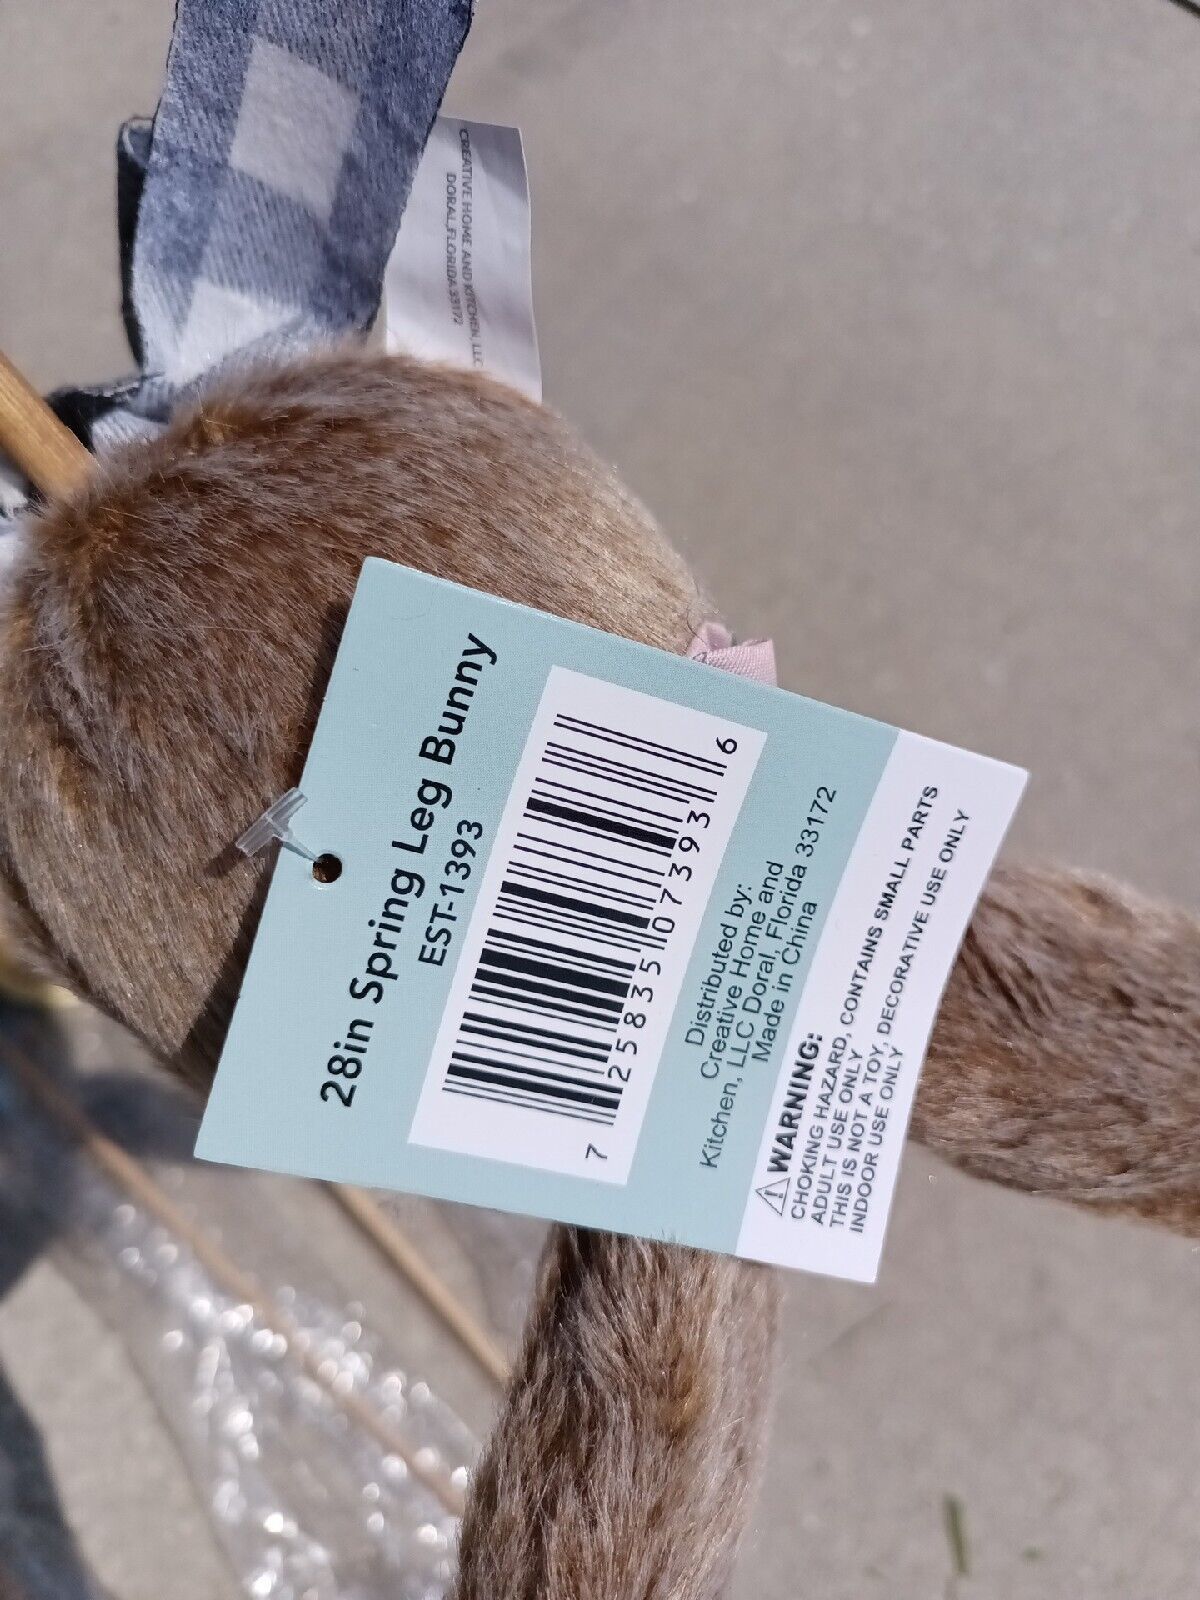 CREATIVE HOME AND KITCHEN, LLC
DORAL, FLORIDA 33172
28in Spring Leg Bunny
EST-1393
7 25835 07393 6
Distributed by:
Creative Home and
Kitchen, LLC Doral, Florida 33172
Made in China
⚠WARNING:
CHOKING HAZARD, CONTAINS SMALL PARTS
ADULT USE ONLY
THIS IS NOT A TOY, DECORATIVE USE ONLY
INDOOR USE ONLY